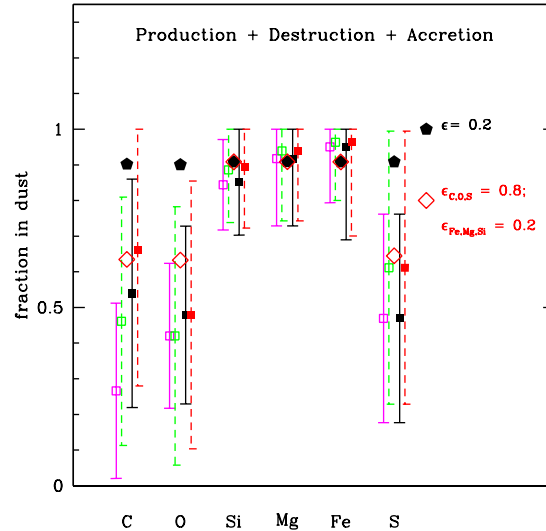 Production + Destruction + Accretion
1
ϵ= 0.2
ϵC,O,S = 0.8;
ϵFe,Mg,Si = 0.2
fraction in dust
0.5
0
C O Si Mg Fe S